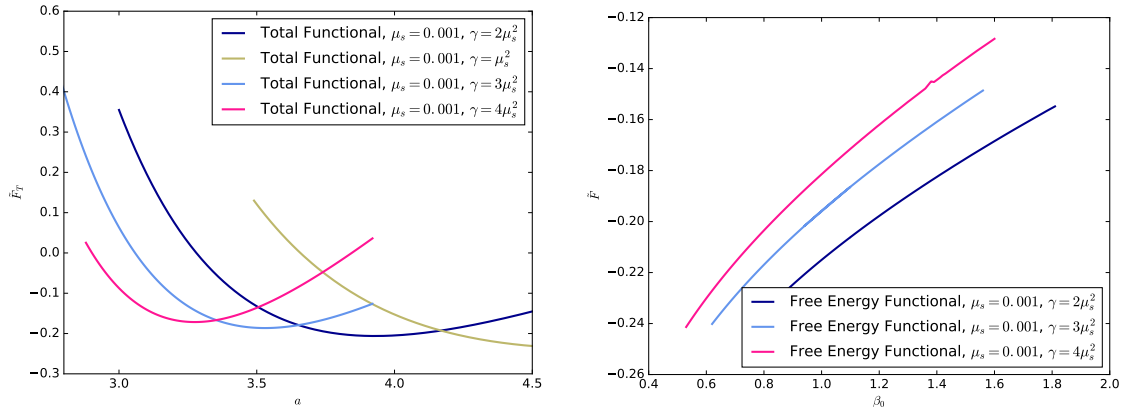 0.6
0.5
0.4
0.3
0.2
0.1
0.0
−0.1
−0.2
−0.3
3.0
3.5
4.0
4.5
a
F̃_T
Total Functional, μ_s = 0.001, γ = 2μ_s^2
Total Functional, μ_s = 0.001, γ = μ_s^2
Total Functional, μ_s = 0.001, γ = 3μ_s^2
Total Functional, μ_s = 0.001, γ = 4μ_s^2
−0.12
−0.14
−0.16
−0.18
−0.20
−0.22
−0.24
−0.26
0.4
0.6
0.8
1.0
1.2
1.4
1.6
1.8
2.0
β_0
F̃
Free Energy Functional, μ_s = 0.001, γ = 2μ_s^2
Free Energy Functional, μ_s = 0.001, γ = 3μ_s^2
Free Energy Functional, μ_s = 0.001, γ = 4μ_s^2